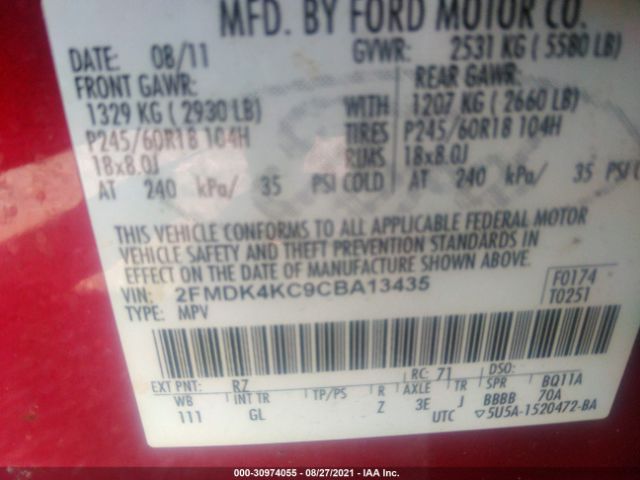 MFD. BY FORD MOTOR CO.
DATE: 08/11 GVWR: 2531 KG ( 5580 LB)
FRONT GAWR: REAR GAWR:
1329 KG ( 2930 LB) WITH 1207 KG ( 2660 LB)
P245/60R18 104H TIRES P245/60R18 104H
18x8.0J RIMS 18x8.0J
AT 240 kPa/ 35 PSI COLD AT 240 kPa/ 35 PSI C
THIS VEHICLE CONFORMS TO ALL APPLICABLE FEDERAL MOTOR
VEHICLE SAFETY AND THEFT PREVENTION STANDARDS IN
EFFECT ON THE DATE OF MANUFACTURE SHOWN ABOVE.
VIN: 2FMDK4KC9CBA13435 F0174
TYPE: MPV T0251
EXT PNT: RZ RC: 71 DSO:
WB INT TR TP/PS R AXLE TR SPR BQ11A
111 GL Z 3E J BBBB 70A
UTC ▽5U5A-1520472-BA
000-30974055 - 08/27/2021 - IAA Inc.